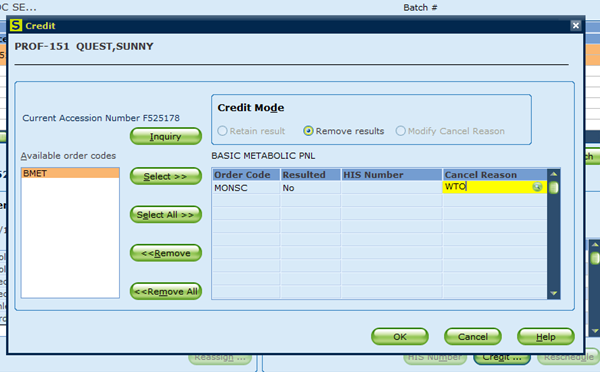 OC SE...
Batch #
S Credit
PROF-151 QUEST,SUNNY
Current Accession Number F525178
Credit Mode
Retain result Remove results Modify Cancel Reason
Inquiry
Available order codes
BASIC METABOLIC PNL
BMET
Select >>
Select All >>
<<Remove
<<Remove All
Order Code Resulted HIS Number Cancel Reason
MONSC No WTO
OK Cancel Help
Reassign ... HIS Number Credit ... Reschedule